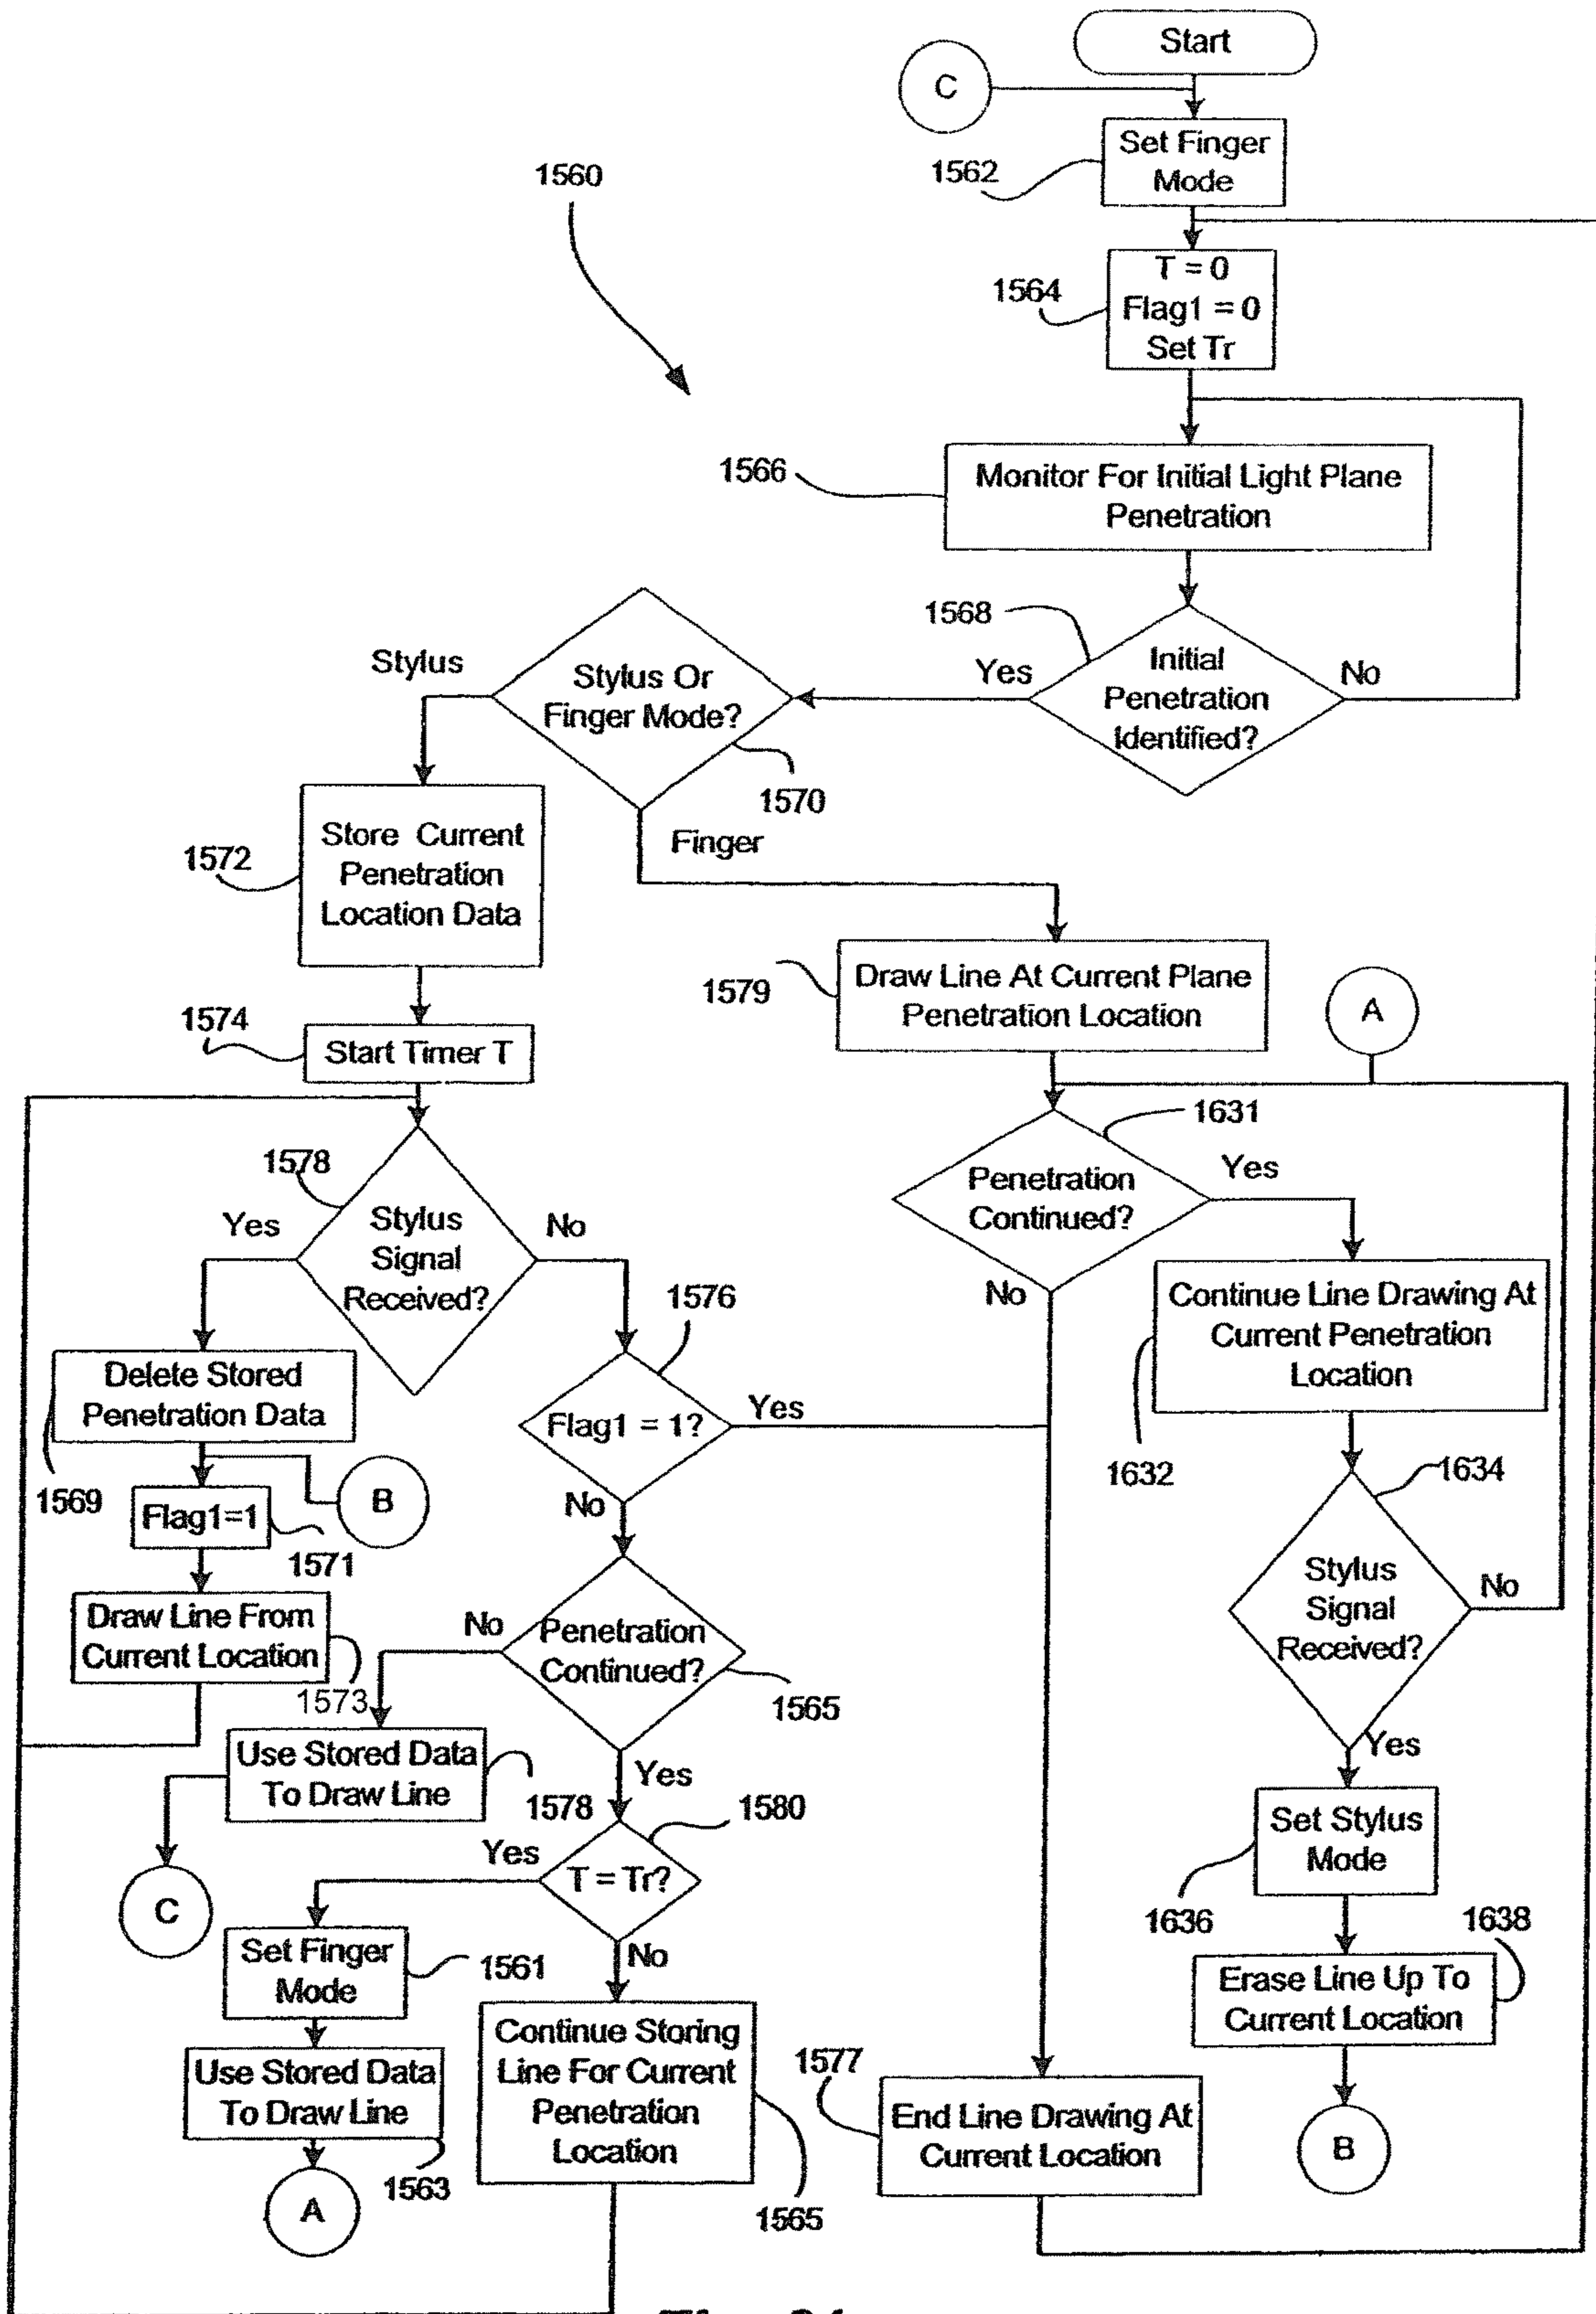 Start
C
Set Finger
Mode
1562
1560
T = 0
Flag1 = 0
Set Tr
1564
Monitor For Initial Light Plane
Penetration
1566
1568
Initial
Penetration
Identified?
Yes
No
Stylus Or
Finger Mode?
Stylus
1570
Finger
Store Current
Penetration
Location Data
1572
Draw Line At Current Plane
Penetration Location
1579
A
1574
Start Timer T
1631
Penetration
Continued?
Yes
No
1578
Stylus
Signal
Received?
Yes
No
Continue Line Drawing At
Current Penetration
Location
1632
1576
Flag1 = 1?
Yes
No
Delete Stored
Penetration Data
1569
B
Flag1=1
1571
1634
Stylus
Signal
Received?
No
Yes
Draw Line From
Current Location
1573
No
Penetration
Continued?
1565
Yes
Use Stored Data
To Draw Line
1578
1580
T = Tr?
Yes
No
C
Set Stylus
Mode
1636
1638
Set Finger
Mode
1561
Erase Line Up To
Current Location
Continue Storing
Line For Current
Penetration
Location
1565
Use Stored Data
To Draw Line
1563
1577
End Line Drawing At
Current Location
B
A